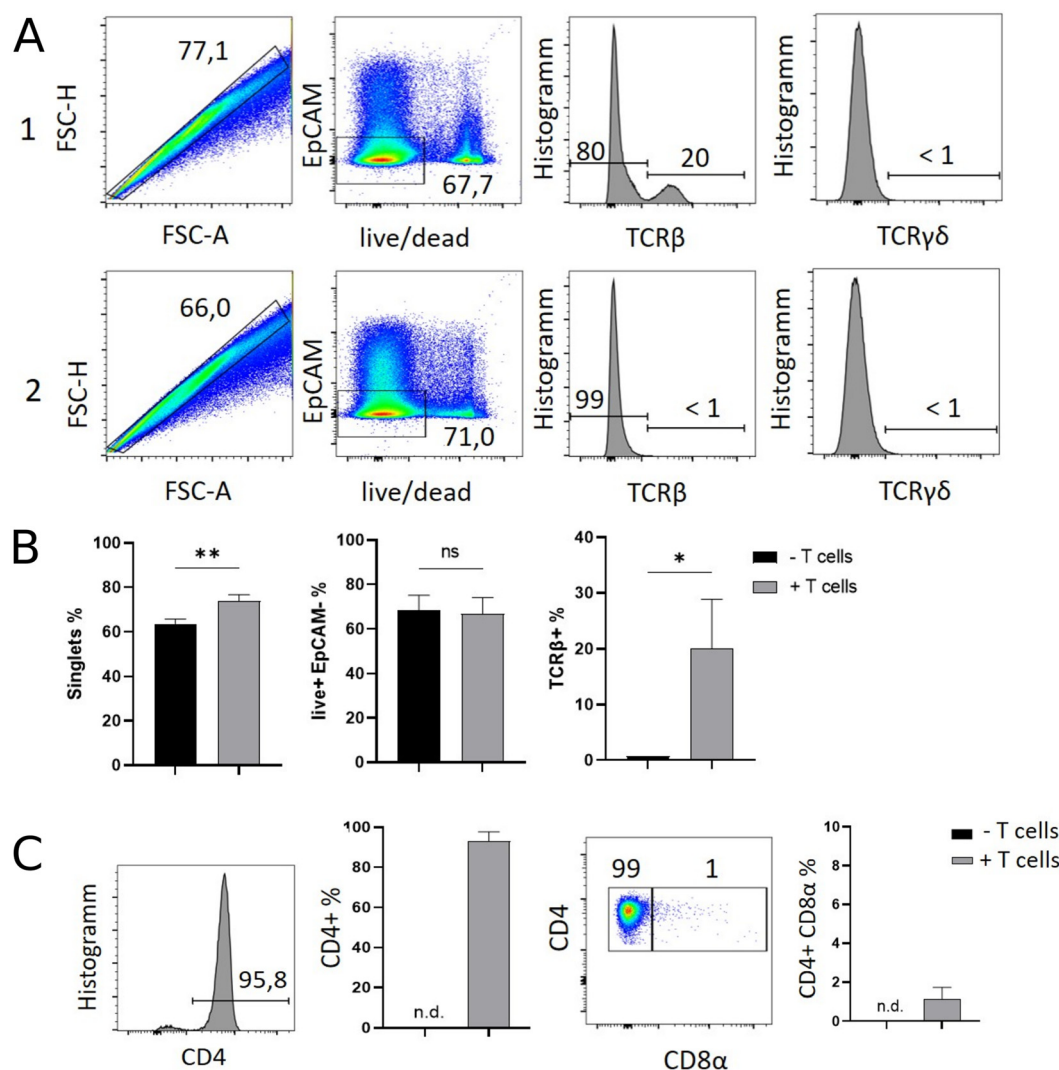 A
1
FSC-H
77,1
FSC-A
EpCAM
67,7
live/dead
Histogramm
80
20
TCRβ
Histogramm
< 1
TCRγδ
2
FSC-H
66,0
FSC-A
EpCAM
71,0
live/dead
Histogramm
99
< 1
TCRβ
Histogramm
< 1
TCRγδ
B
Singlets %
100
80
60
40
20
0
**
live+ EpCAM- %
100
80
60
40
20
0
ns
TCRβ+ %
40
30
20
10
0
*
- T cells
+ T cells
C
Histogramm
95,8
CD4
CD4+ %
100
80
60
40
20
0
n.d.
CD4
99
1
CD8α
CD4+ CD8α %
10
8
6
4
2
0
n.d.
- T cells
+ T cells